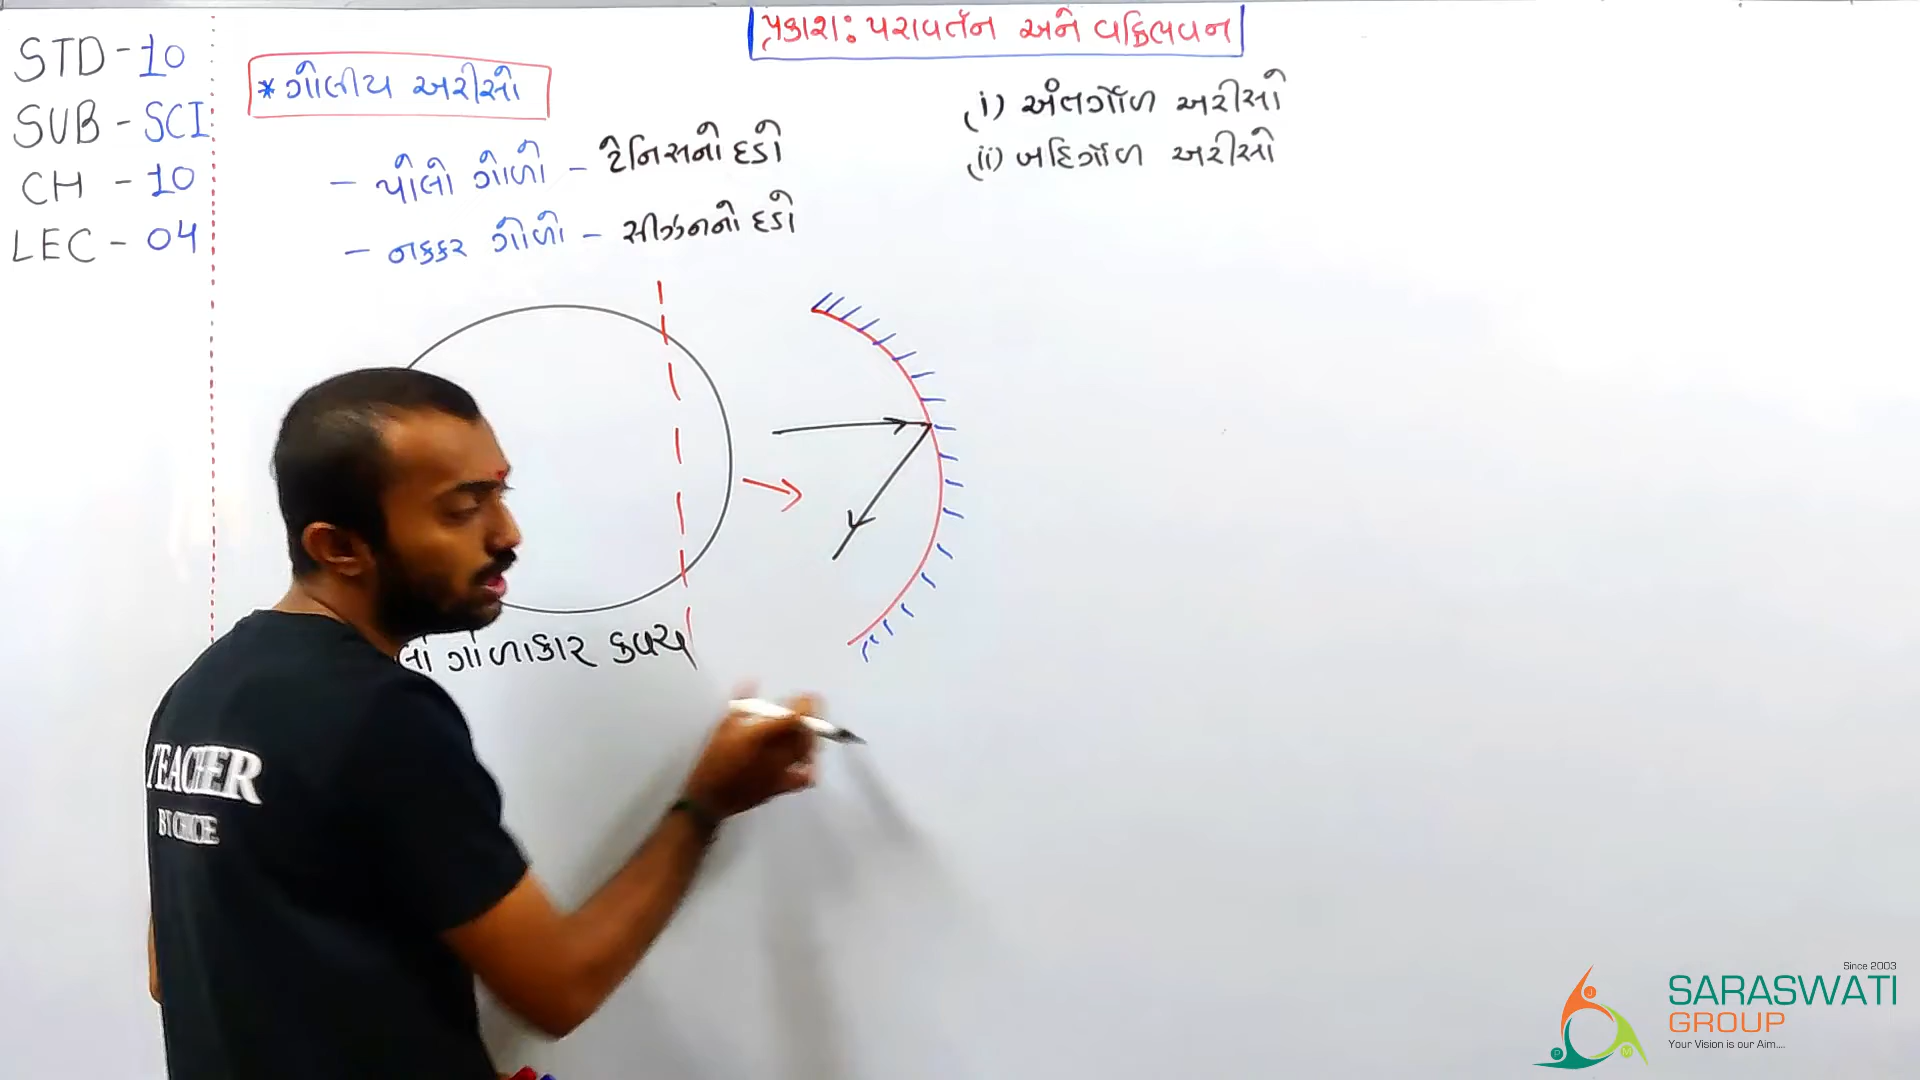 પ્રકાશ: પરાવર્તન અને વક્રિભવન
STD - 10
SUB - SCI
CH - 10
LEC - 04
* ગોલીય અરીસો
- પોલો ગોળો - ટેનિસનો દડો
- નક્કર ગોળો - સીઝનનો દડો
(i) અંતર્ગોળ અરીસો
(ii) બહિર્ગોળ અરીસો
ગોળાકાર કવચ
TEACHER
BY CHOICE
Since 2003
SARASWATI
GROUP
Your Vision is our Aim....
J
P
M